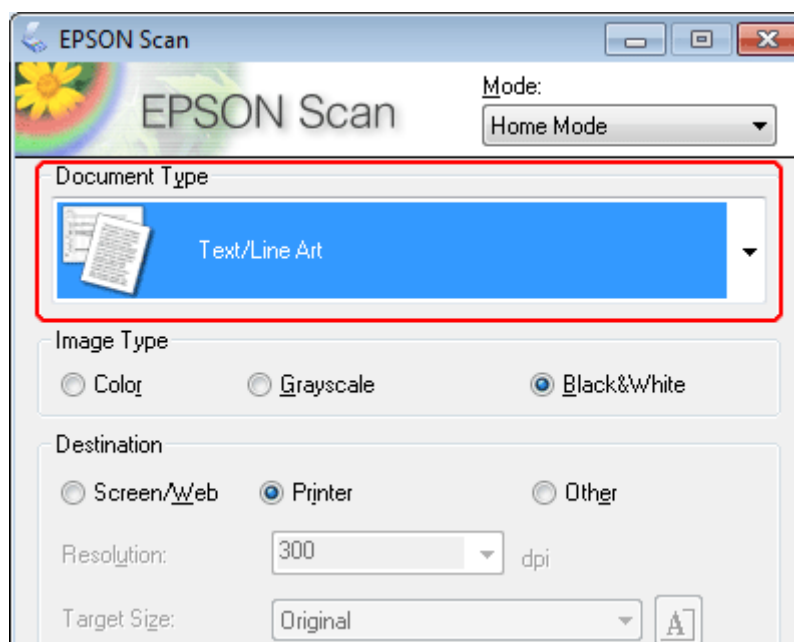 EPSON Scan
EPSON Scan
Mode:
Home Mode
Document Type
Text/Line Art
Image Type
Color Grayscale Black&White
Destination
Screen/Web Printer Other
Resolution: 300 dpi
Target Size: Original A